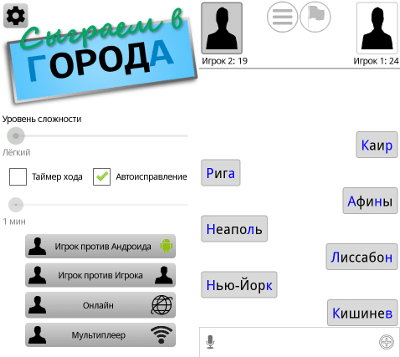 Сыграем в
ГОРОДА
Уровень сложности
Лёгкий
Таймер хода
Автоисправление
1 мин
Игрок против Андроида
Игрок против Игрока
Онлайн
Мультиплеер
Игрок 2: 19
Игрок 1: 24
Каир
Рига
Афины
Неаполь
Лиссабон
Нью-Йорк
Кишинев